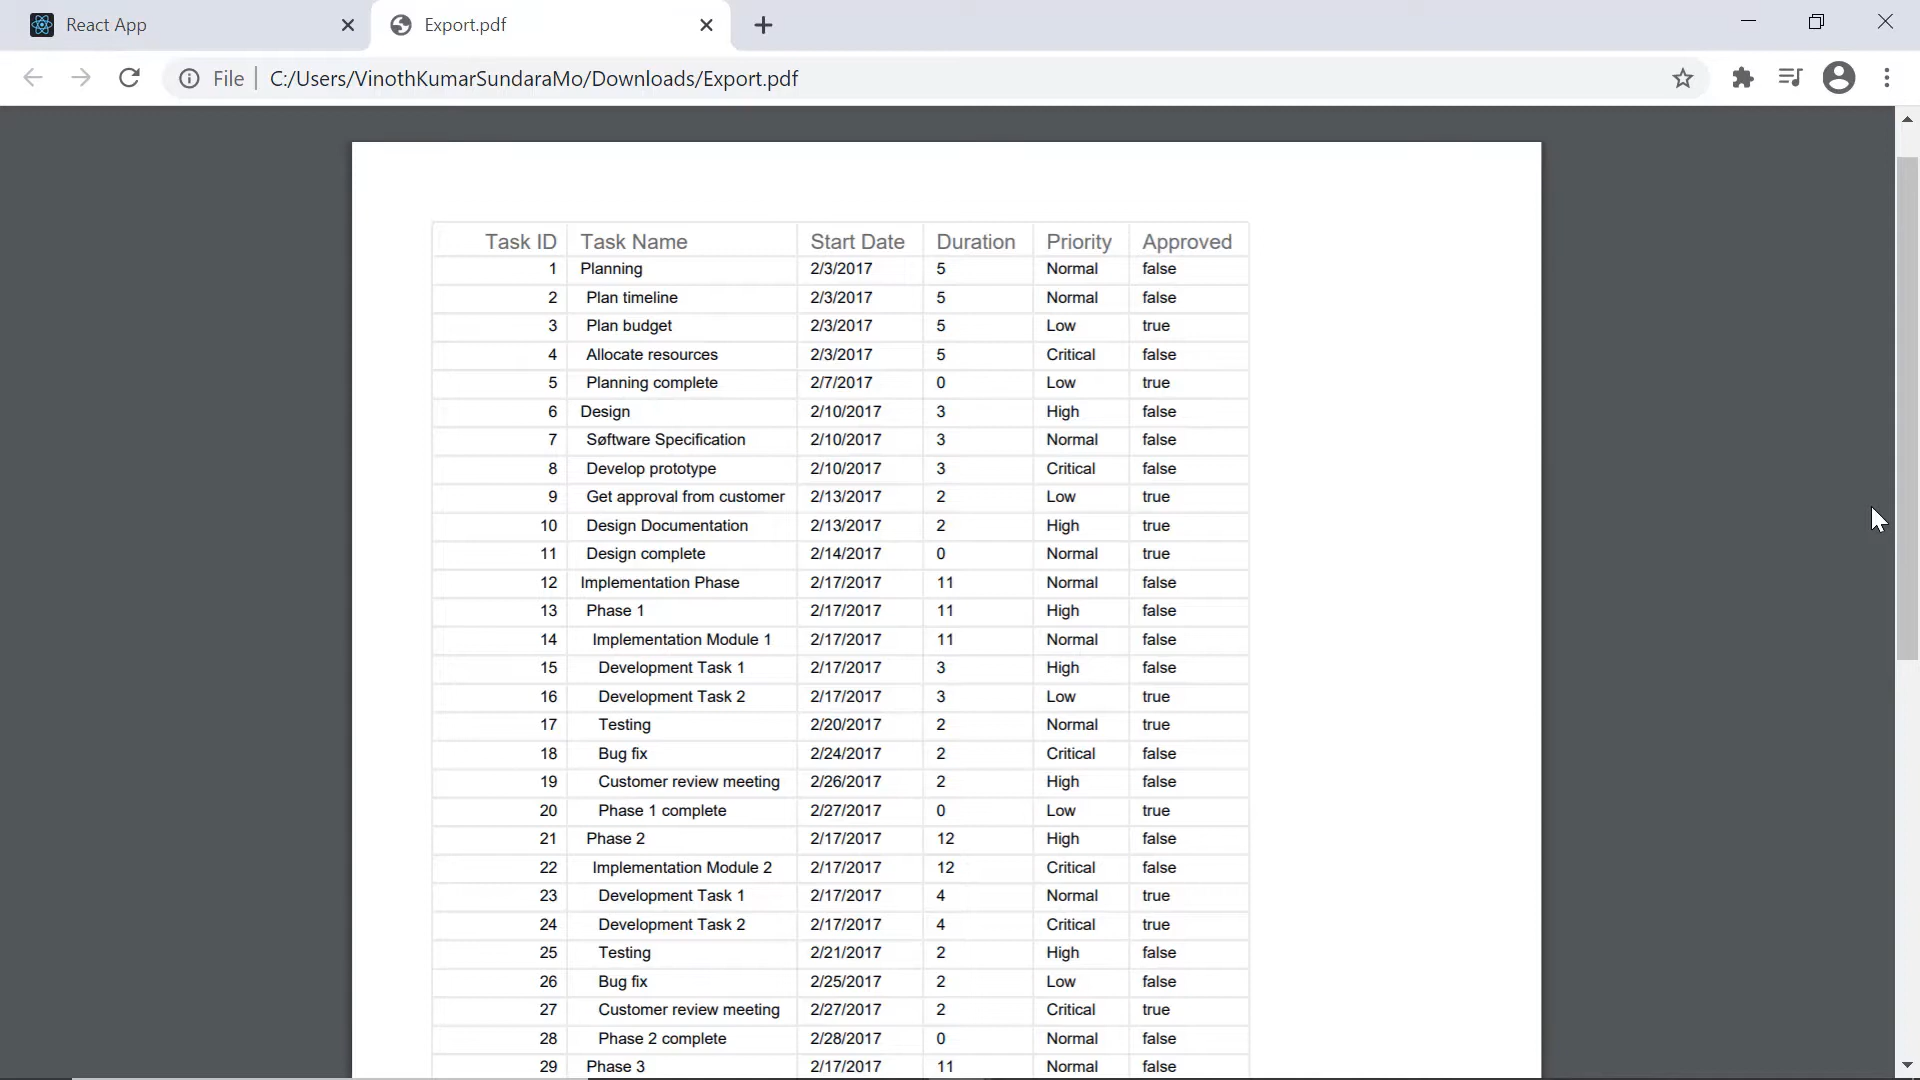 React App
Export.pdf
File | C:/Users/VinothKumarSundaraMo/Downloads/Export.pdf
Task ID Task Name Start Date Duration Priority Approved
1 Planning 2/3/2017 5 Normal false
2 Plan timeline 2/3/2017 5 Normal false
3 Plan budget 2/3/2017 5 Low true
4 Allocate resources 2/3/2017 5 Critical false
5 Planning complete 2/7/2017 0 Low true
6 Design 2/10/2017 3 High false
7 Søftware Specification 2/10/2017 3 Normal false
8 Develop prototype 2/10/2017 3 Critical false
9 Get approval from customer 2/13/2017 2 Low true
10 Design Documentation 2/13/2017 2 High true
11 Design complete 2/14/2017 0 Normal true
12 Implementation Phase 2/17/2017 11 Normal false
13 Phase 1 2/17/2017 11 High false
14 Implementation Module 1 2/17/2017 11 Normal false
15 Development Task 1 2/17/2017 3 High false
16 Development Task 2 2/17/2017 3 Low true
17 Testing 2/20/2017 2 Normal true
18 Bug fix 2/24/2017 2 Critical false
19 Customer review meeting 2/26/2017 2 High false
20 Phase 1 complete 2/27/2017 0 Low true
21 Phase 2 2/17/2017 12 High false
22 Implementation Module 2 2/17/2017 12 Critical false
23 Development Task 1 2/17/2017 4 Normal true
24 Development Task 2 2/17/2017 4 Critical true
25 Testing 2/21/2017 2 High false
26 Bug fix 2/25/2017 2 Low false
27 Customer review meeting 2/27/2017 2 Critical true
28 Phase 2 complete 2/28/2017 0 Normal false
29 Phase 3 2/17/2017 11 Normal false